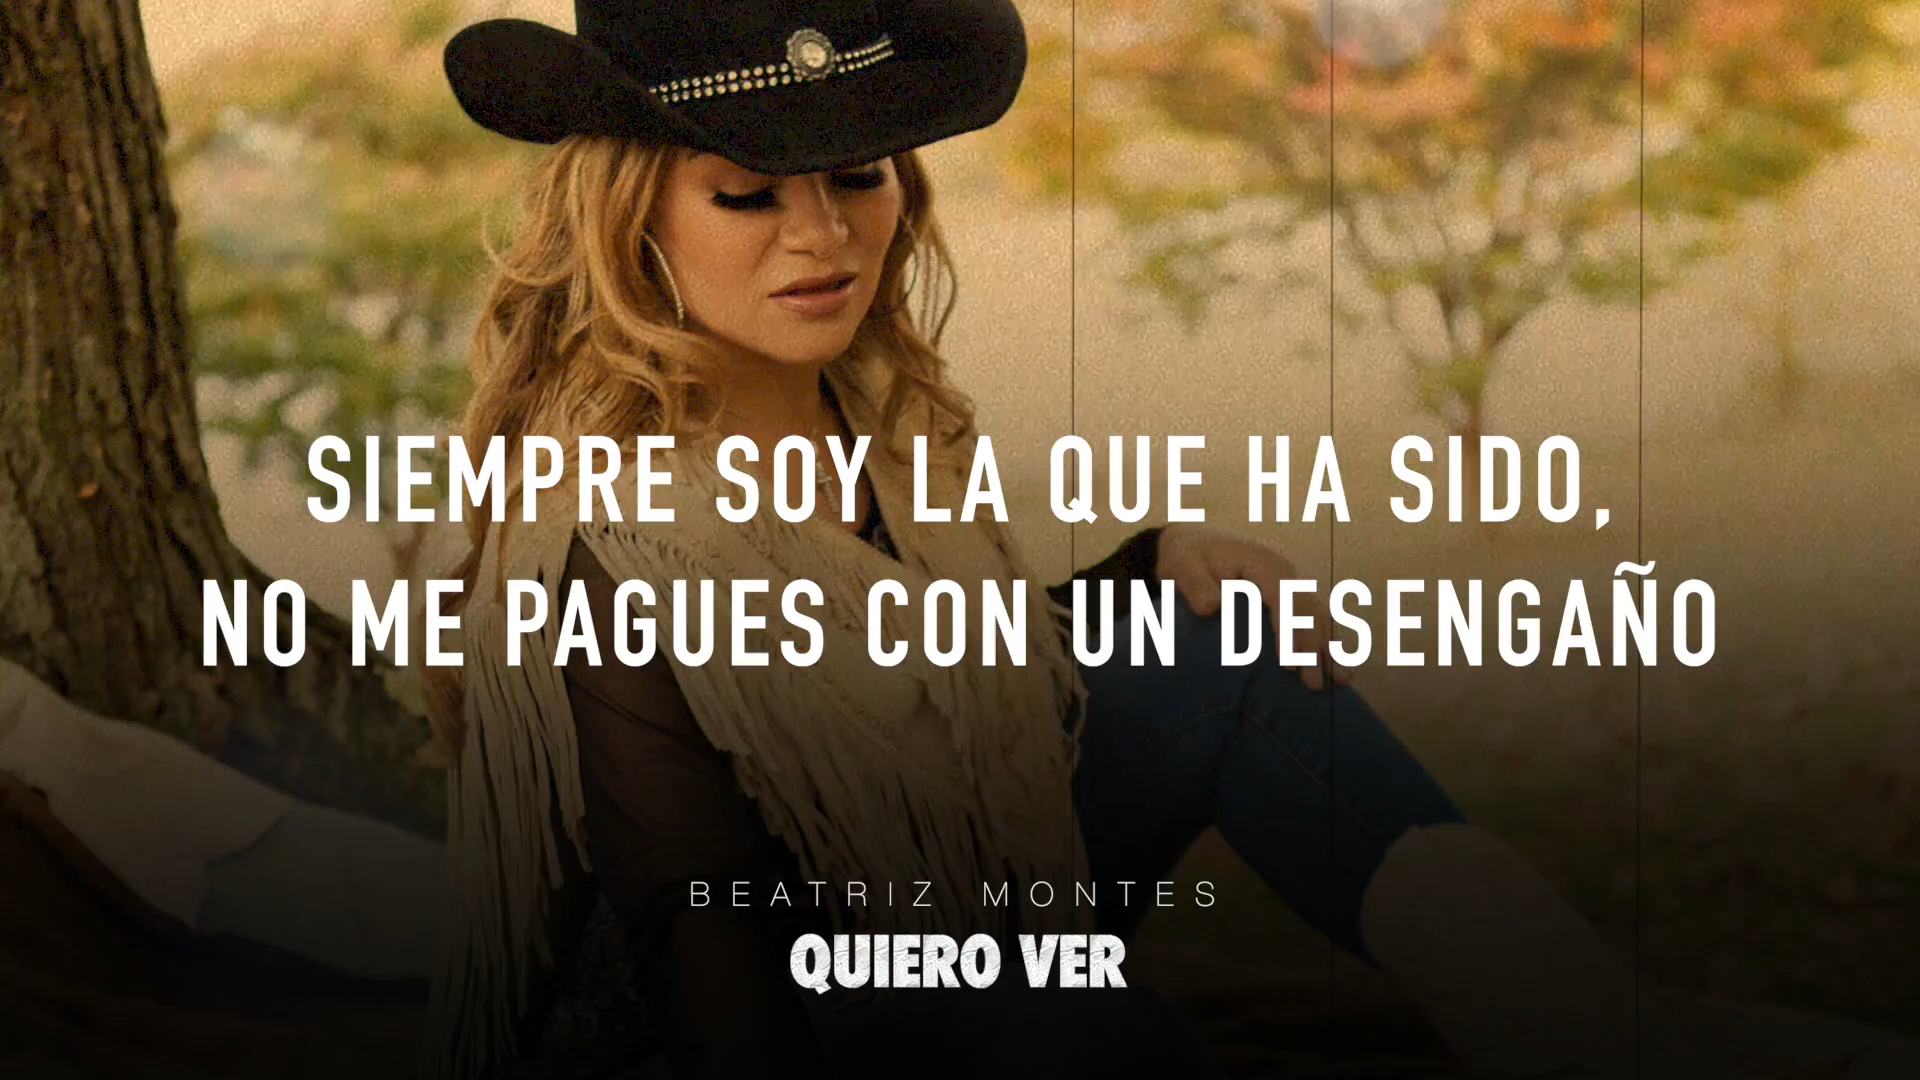 SIEMPRE SOY LA QUE HA SIDO,
NO ME PAGUES CON UN DESENGAÑO
BEATRIZ MONTES
QUIERO VER